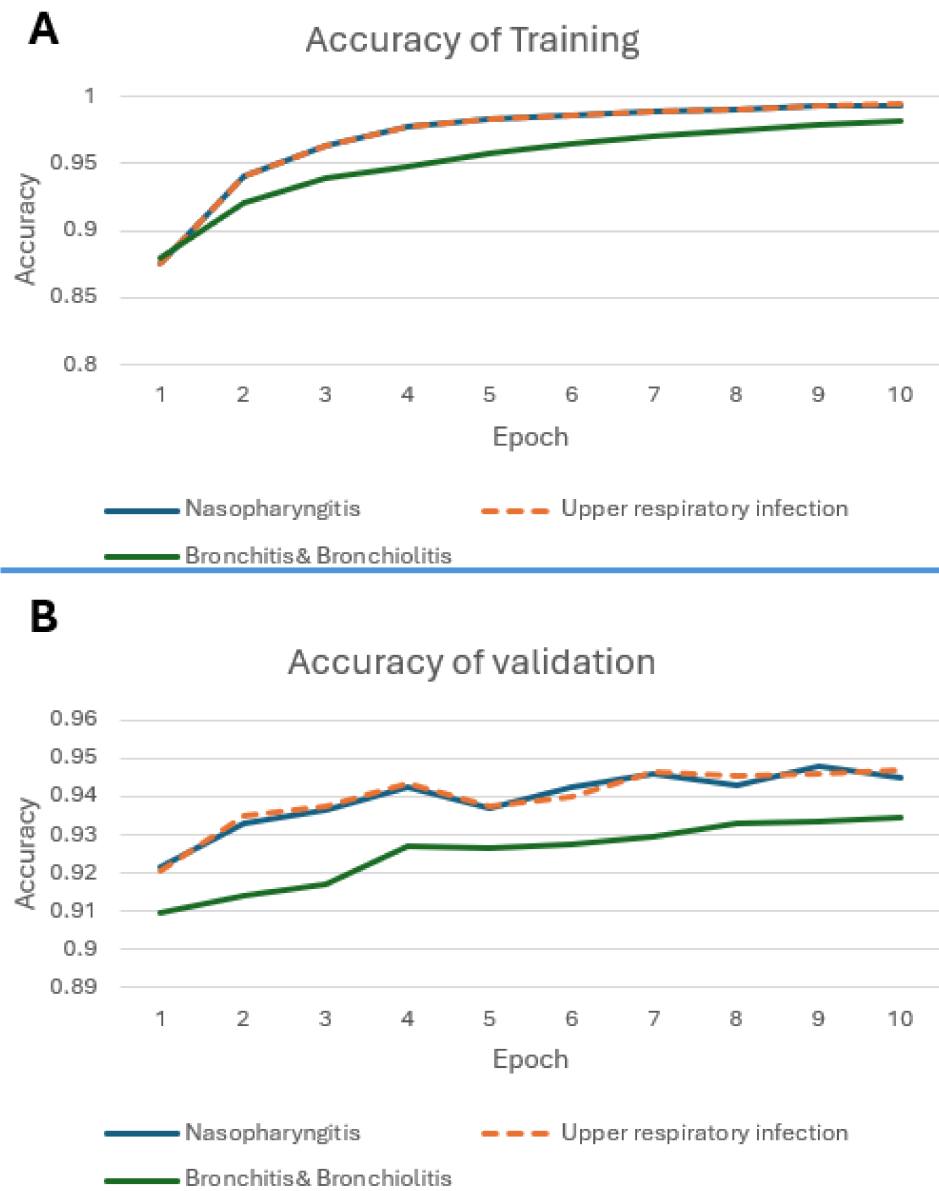 A
Accuracy of Training
1
0.95
0.9
0.85
0.8
Accuracy
1 2 3 4 5 6 7 8 9 10
Epoch
Nasopharyngitis Upper respiratory infection
Bronchitis& Bronchiolitis
B
Accuracy of validation
0.96
0.95
0.94
0.93
0.92
0.91
0.9
0.89
Accuracy
1 2 3 4 5 6 7 8 9 10
Epoch
Nasopharyngitis Upper respiratory infection
Bronchitis& Bronchiolitis